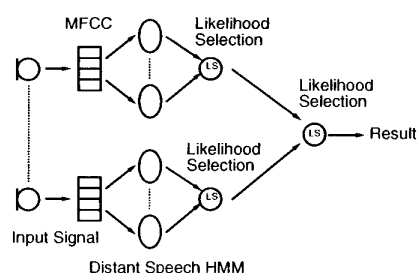 MFCC
Likelihood
Selection
LS
Likelihood
Selection
LS
Result
Likelihood
Selection
LS
Input Signal
Distant Speech HMM